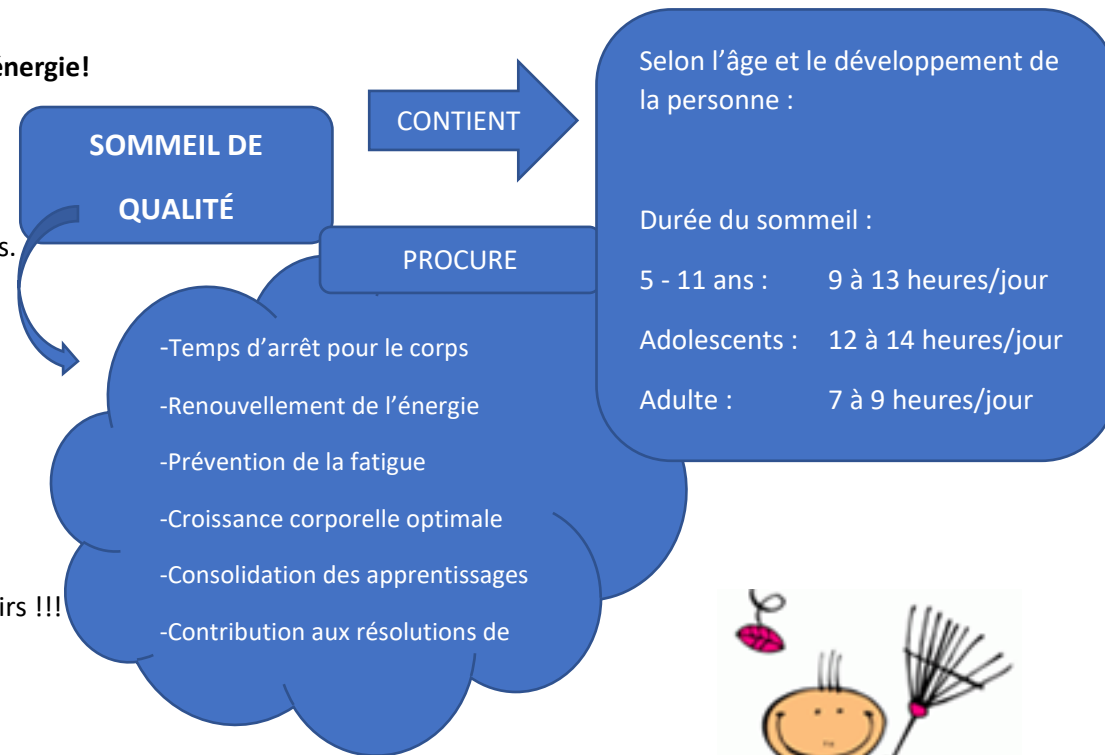 énergie!
SOMMEIL DE
QUALITÉ
s.
irs !!!
CONTIENT
PROCURE
Selon l’âge et le développement de
la personne :
Durée du sommeil :
5 - 11 ans : 9 à 13 heures/jour
Adolescents : 12 à 14 heures/jour
Adulte : 7 à 9 heures/jour
-Temps d’arrêt pour le corps
-Renouvellement de l’énergie
-Prévention de la fatigue
-Croissance corporelle optimale
-Consolidation des apprentissages
-Contribution aux résolutions de